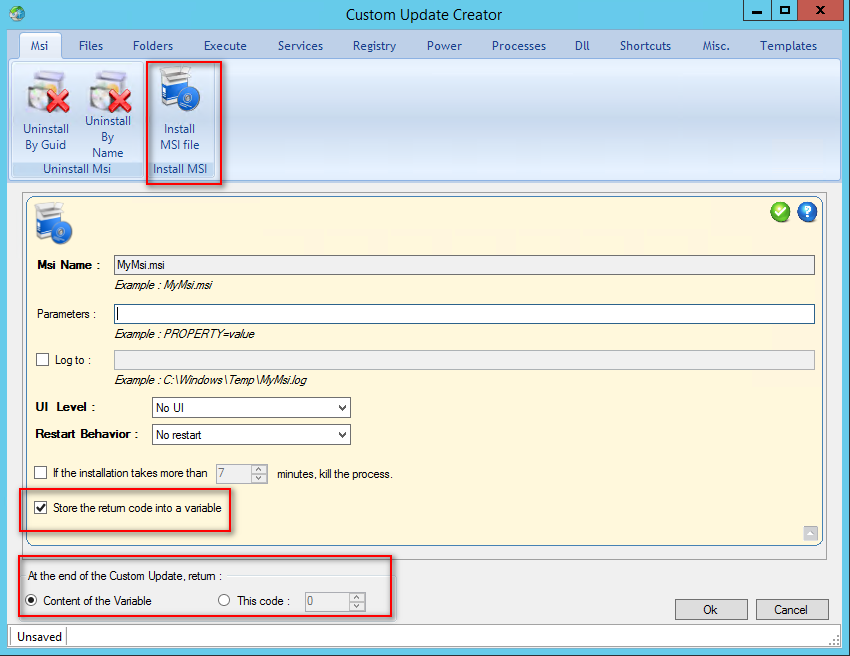 Custom Update Creator
Msi Files Folders Execute Services Registry Power Processes Dll Shortcuts Misc. Templates
Uninstall By Guid
Uninstall By Name
Install MSI file
Uninstall Msi
Install MSI
Msi Name : MyMsi.msi
Example : MyMsi.msi
Parameters :
Example : PROPERTY=value
Log to :
Example : C:\Windows\Temp\MyMsi.log
UI Level : No UI
Restart Behavior : No restart
If the installation takes more than 7 minutes, kill the process.
Store the return code into a variable
At the end of the Custom Update, return :
Content of the Variable This code : 0
Ok Cancel
Unsaved